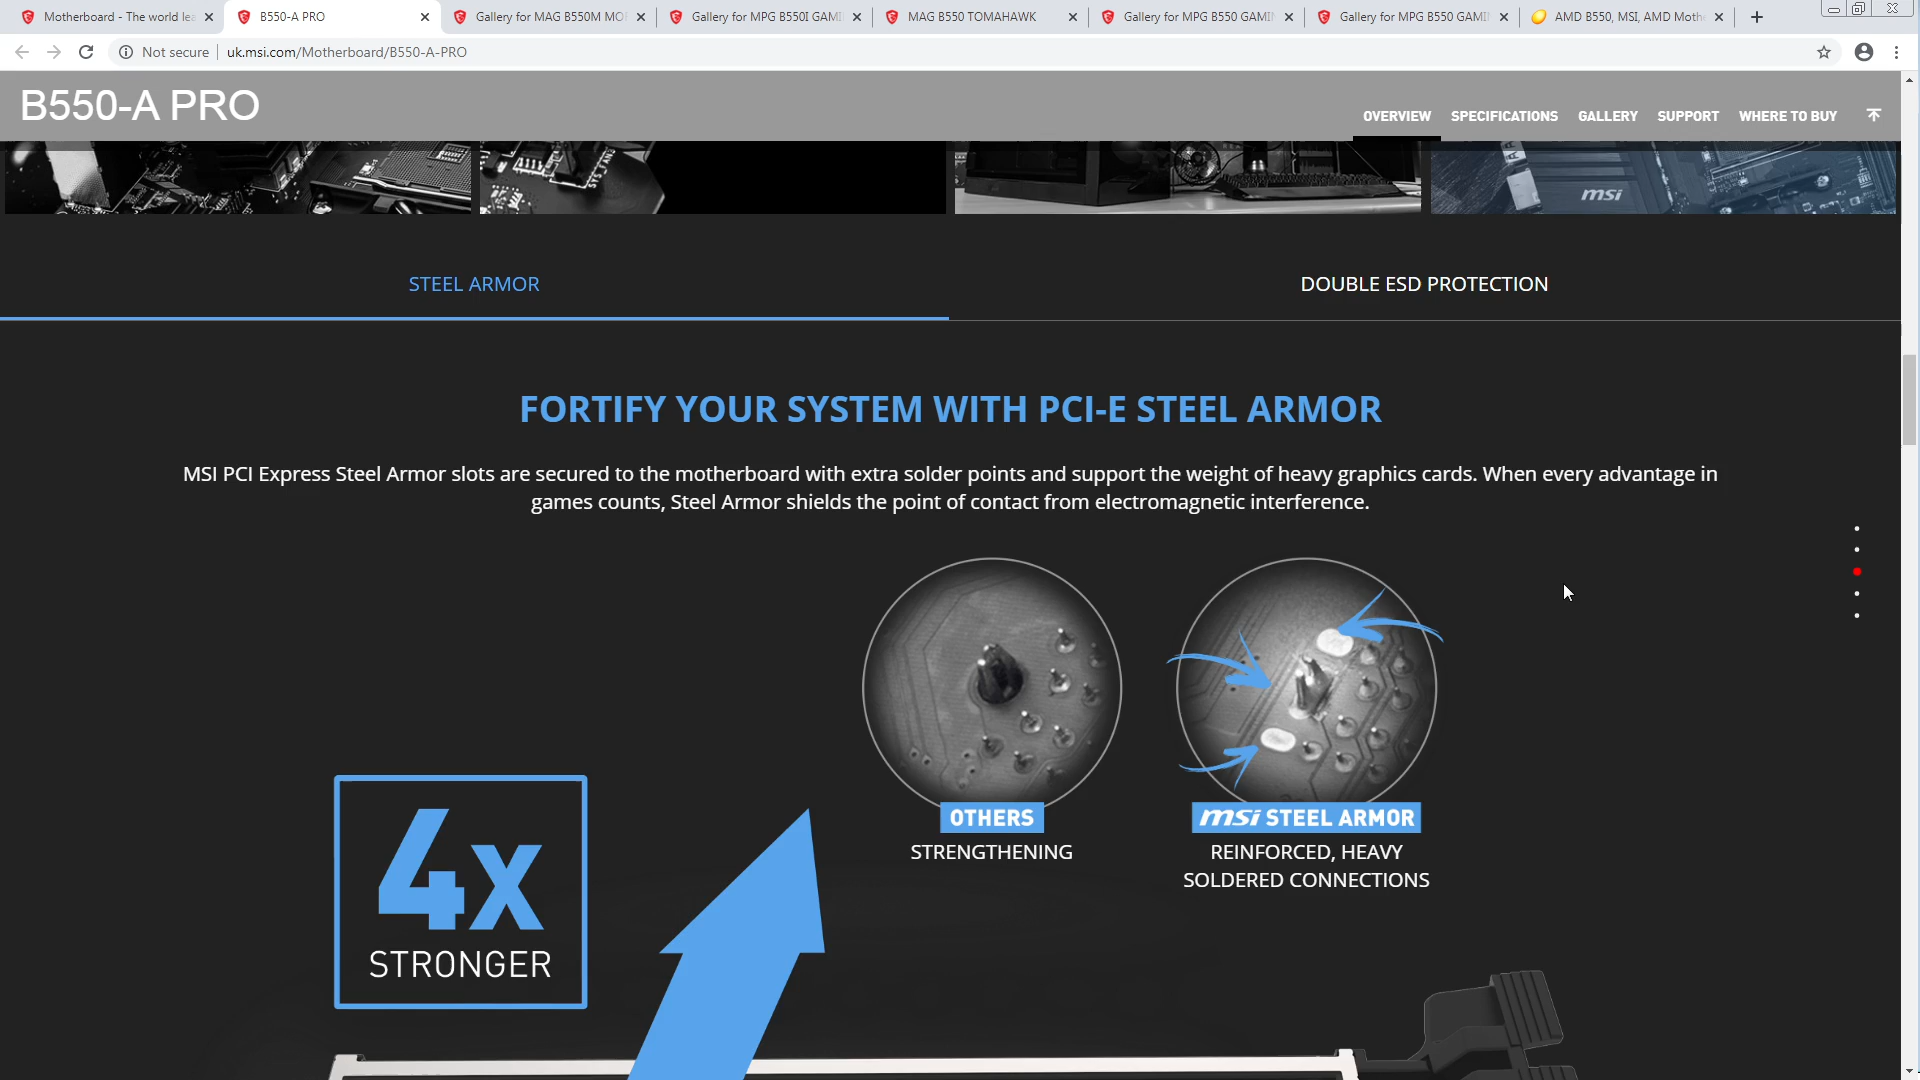 Motherboard - The world lea
B550-A PRO
Gallery for MAG B550M MO
Gallery for MPG B550I GAMI
MAG B550 TOMAHAWK
Gallery for MPG B550 GAMI
Gallery for MPG B550 GAMI
AMD B550, MSI, AMD Moth
Not secure
uk.msi.com/Motherboard/B550-A-PRO
B550-A PRO
OVERVIEW
SPECIFICATIONS
GALLERY
SUPPORT
WHERE TO BUY
SYS_FAN
msi
STEEL ARMOR
DOUBLE ESD PROTECTION
FORTIFY YOUR SYSTEM WITH PCI-E STEEL ARMOR
MSI PCI Express Steel Armor slots are secured to the motherboard with extra solder points and support the weight of heavy graphics cards. When every advantage in
games counts, Steel Armor shields the point of contact from electromagnetic interference.
OTHERS
STRENGTHENING
msi STEEL ARMOR
REINFORCED, HEAVY
SOLDERED CONNECTIONS
4x
STRONGER